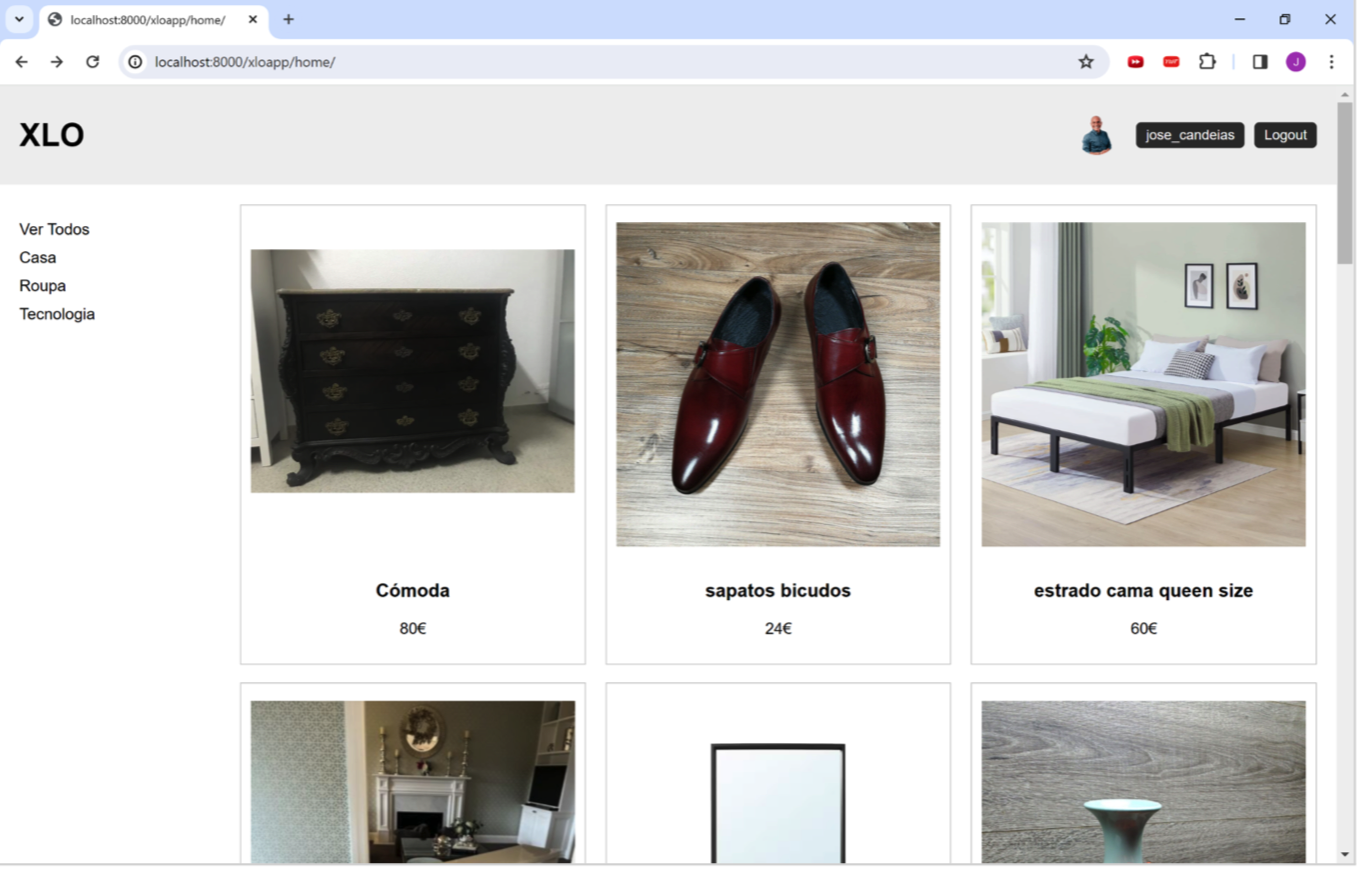 localhost:8000/xloapp/home/
localhost:8000/xloapp/home/
J
XLO
jose_candeias
Logout
Ver Todos
Casa
Roupa
Tecnologia
Cómoda
80€
sapatos bicudos
24€
estrado cama queen size
60€